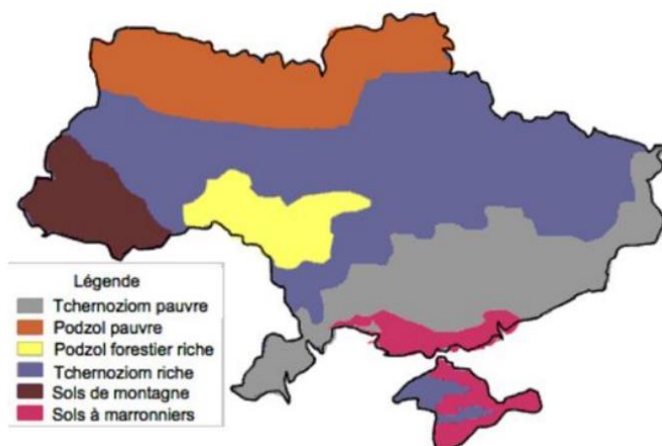 Légende
Tchernoziom pauvre
Podzol pauvre
Podzol forestier riche
Tchernoziom riche
Sols de montagne
Sols à marronniers